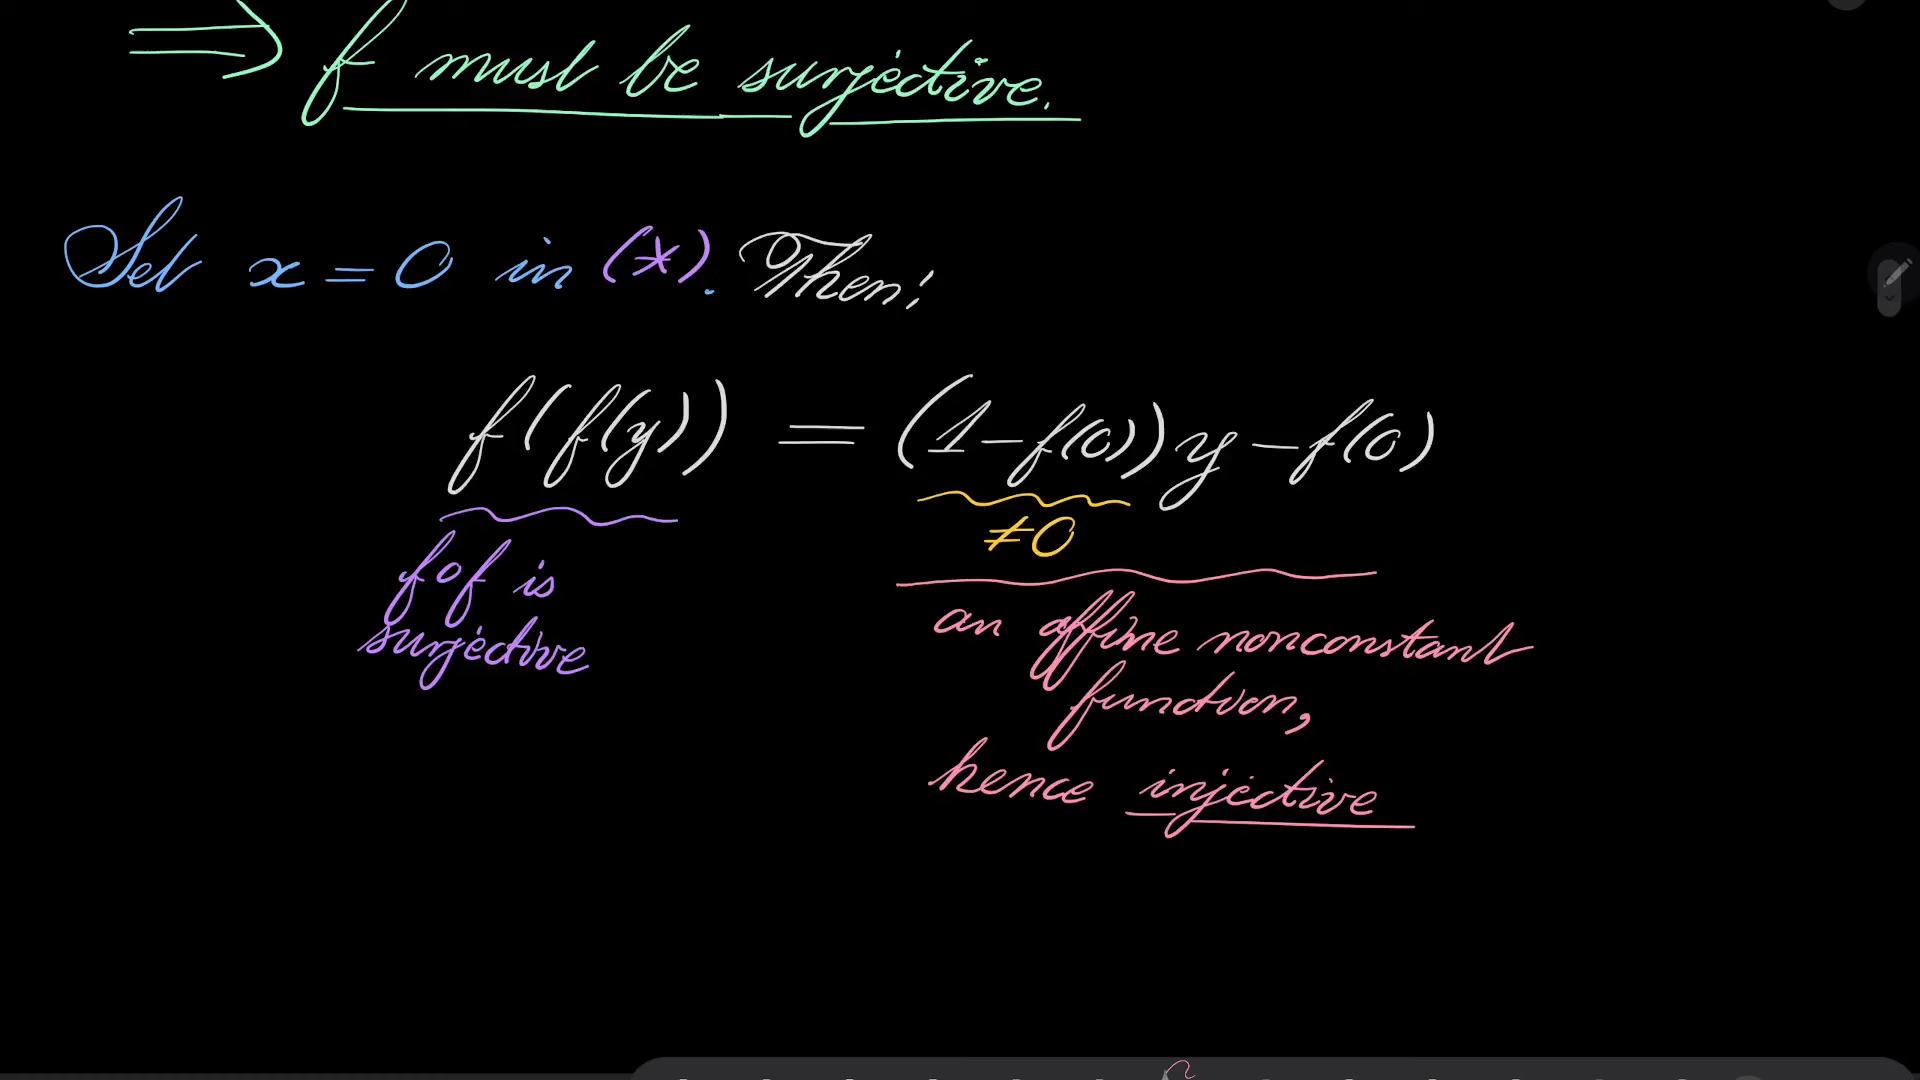 ⇒ f must be surjective.
Set x = 0 in (*). Then:
f(f(y)) = (1-f(0))y-f(0)
≠0
f∘f is
surjective
an affine nonconstant
function,
hence injective